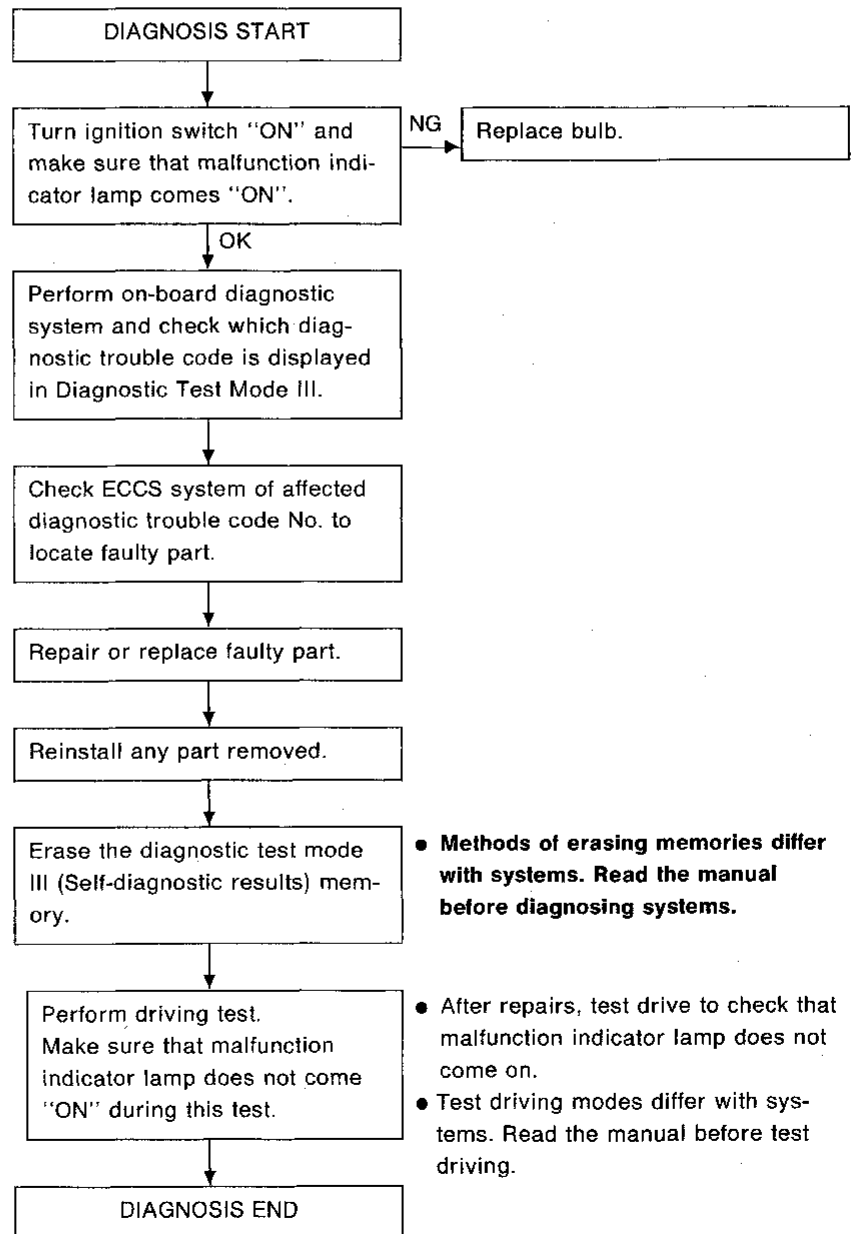 DIAGNOSIS START
Turn ignition switch "ON" and
make sure that malfunction indi-
cator lamp comes "ON".
NG
Replace bulb.
OK
Perform on-board diagnostic
system and check which diag-
nostic trouble code is displayed
in Diagnostic Test Mode III.
Check ECCS system of affected
diagnostic trouble code No. to
locate faulty part.
Repair or replace faulty part.
Reinstall any part removed.
Erase the diagnostic test mode
III (Self-diagnostic results) mem-
ory.
● Methods of erasing memories differ
with systems. Read the manual
before diagnosing systems.
Perform driving test.
Make sure that malfunction
indicator lamp does not come
"ON" during this test.
● After repairs, test drive to check that
malfunction indicator lamp does not
come on.
● Test driving modes differ with sys-
tems. Read the manual before test
driving.
DIAGNOSIS END